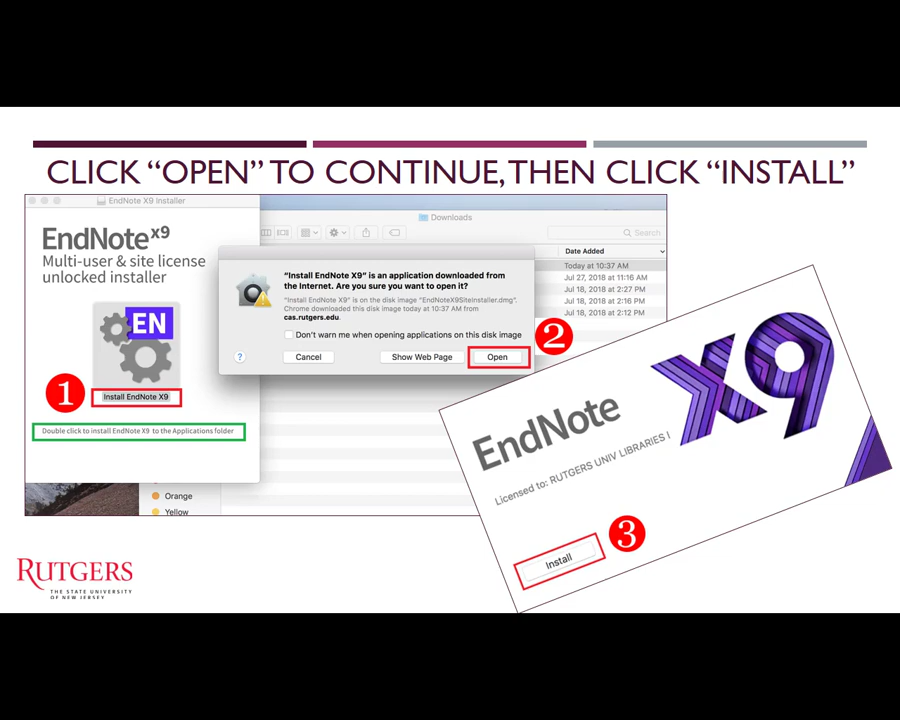 CLICK “OPEN” TO CONTINUE, THEN CLICK “INSTALL”
EndNote X9 Installer
EndNote X9
Multi-user & site license
unlocked installer
EN
1
Install EndNote X9
Double click to install EndNote X9 to the Applications folder
Downloads
Search
Date Added
Today at 10:37 AM
Jul 27, 2018 at 11:16 AM
Jul 18, 2018 at 2:27 PM
Jul 18, 2018 at 2:16 PM
Jul 18, 2018 at 2:12 PM
“Install EndNote X9” is an application downloaded from
the Internet. Are you sure you want to open it?
“Install EndNote X9” is on the disk image “EndNoteX9SiteInstaller.dmg”.
Chrome downloaded this disk image today at 10:37 AM from
cas.rutgers.edu.
Don’t warn me when opening applications on this disk image
?
Cancel
Show Web Page
Open
2
Orange
Yellow
EndNote X9
Licensed to: RUTGERS UNIV LIBRARIES I
Install
3
RUTGERS
THE STATE UNIVERSITY
OF NEW JERSEY